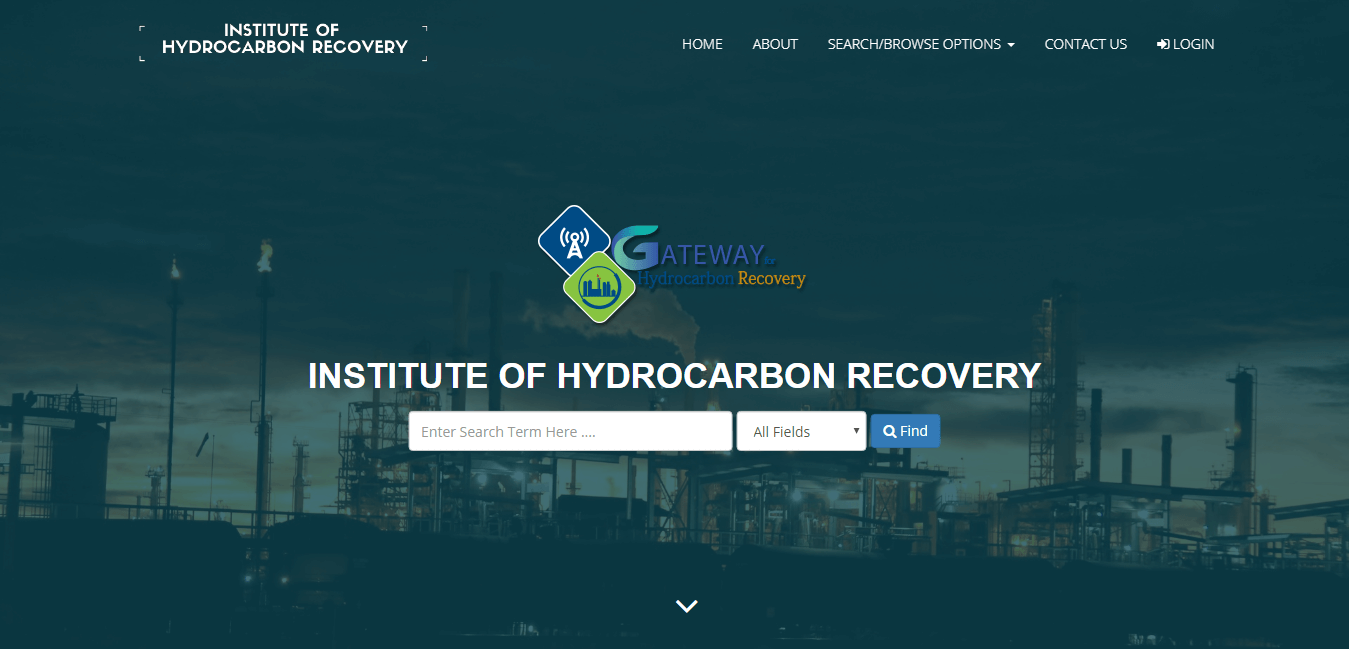 INSTITUTE OF
HYDROCARBON RECOVERY
HOME ABOUT SEARCH/BROWSE OPTIONS CONTACT US LOGIN
GATEWAY for
Hydrocarbon Recovery
INSTITUTE OF HYDROCARBON RECOVERY
Enter Search Term Here .... All Fields Find